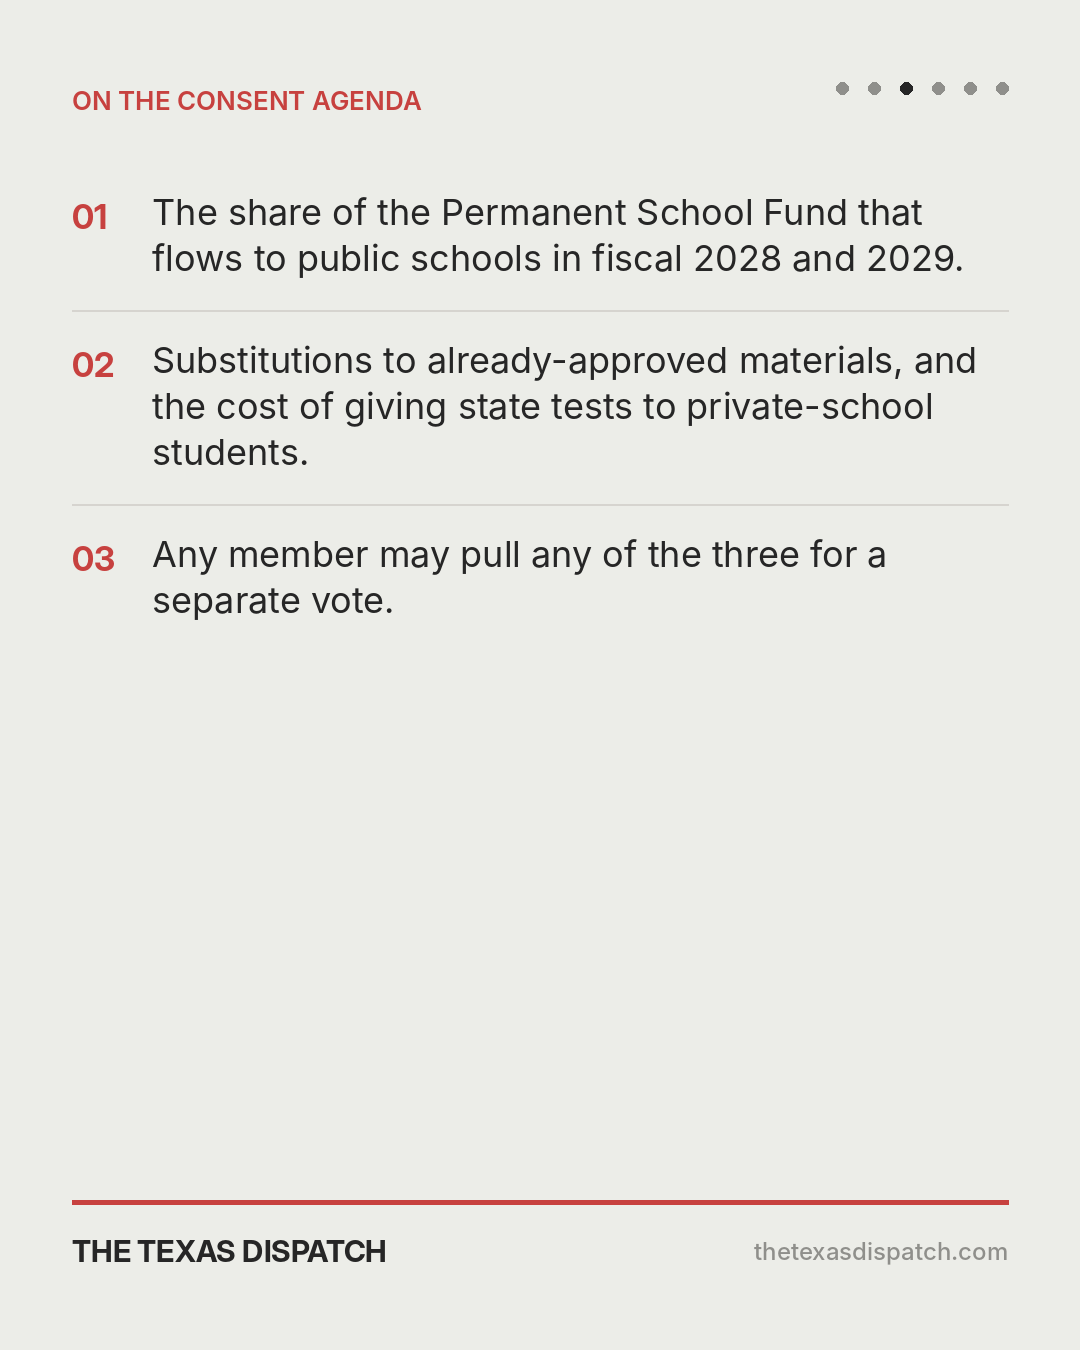 ON THE CONSENT AGENDA
01 The share of the Permanent School Fund that
flows to public schools in fiscal 2028 and 2029.
02 Substitutions to already-approved materials, and
the cost of giving state tests to private-school
students.
03 Any member may pull any of the three for a
separate vote.
THE TEXAS DISPATCH
thetexasdispatch.com